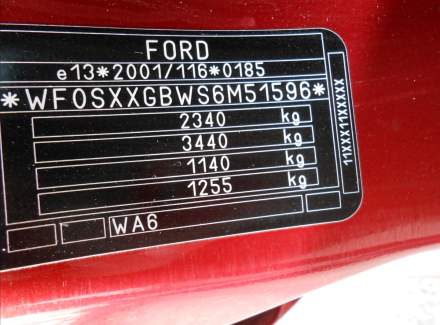 FORD
e13*2001/116*0185
*WF0SXXGBWS6M51596*
2340 kg
3440 kg
1140 kg
1255 kg
WA6
11XXX11XXXXX